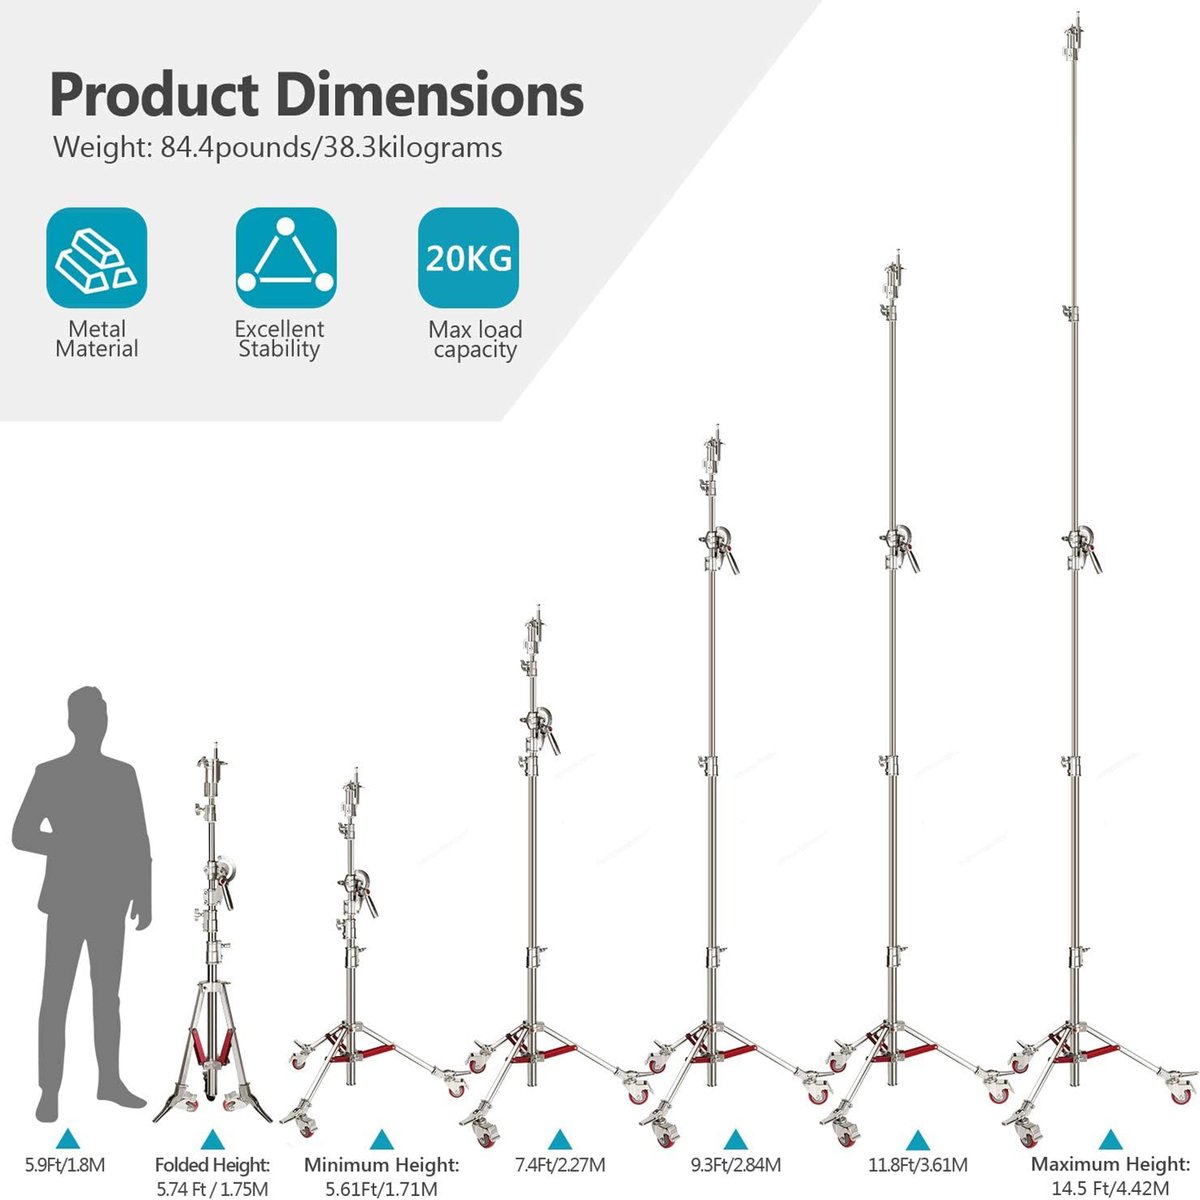 Product Dimensions
Weight: 84.4pounds/38.3kilograms
20KG
Metal
Material
Excellent
Stability
Max load
capacity
5.9Ft/1.8M
Folded Height:
5.74 Ft / 1.75M
Minimum Height:
5.61Ft/1.71M
7.4Ft/2.27M
9.3Ft/2.84M
11.8Ft/3.61M
Maximum Height:
14.5 Ft/4.42M